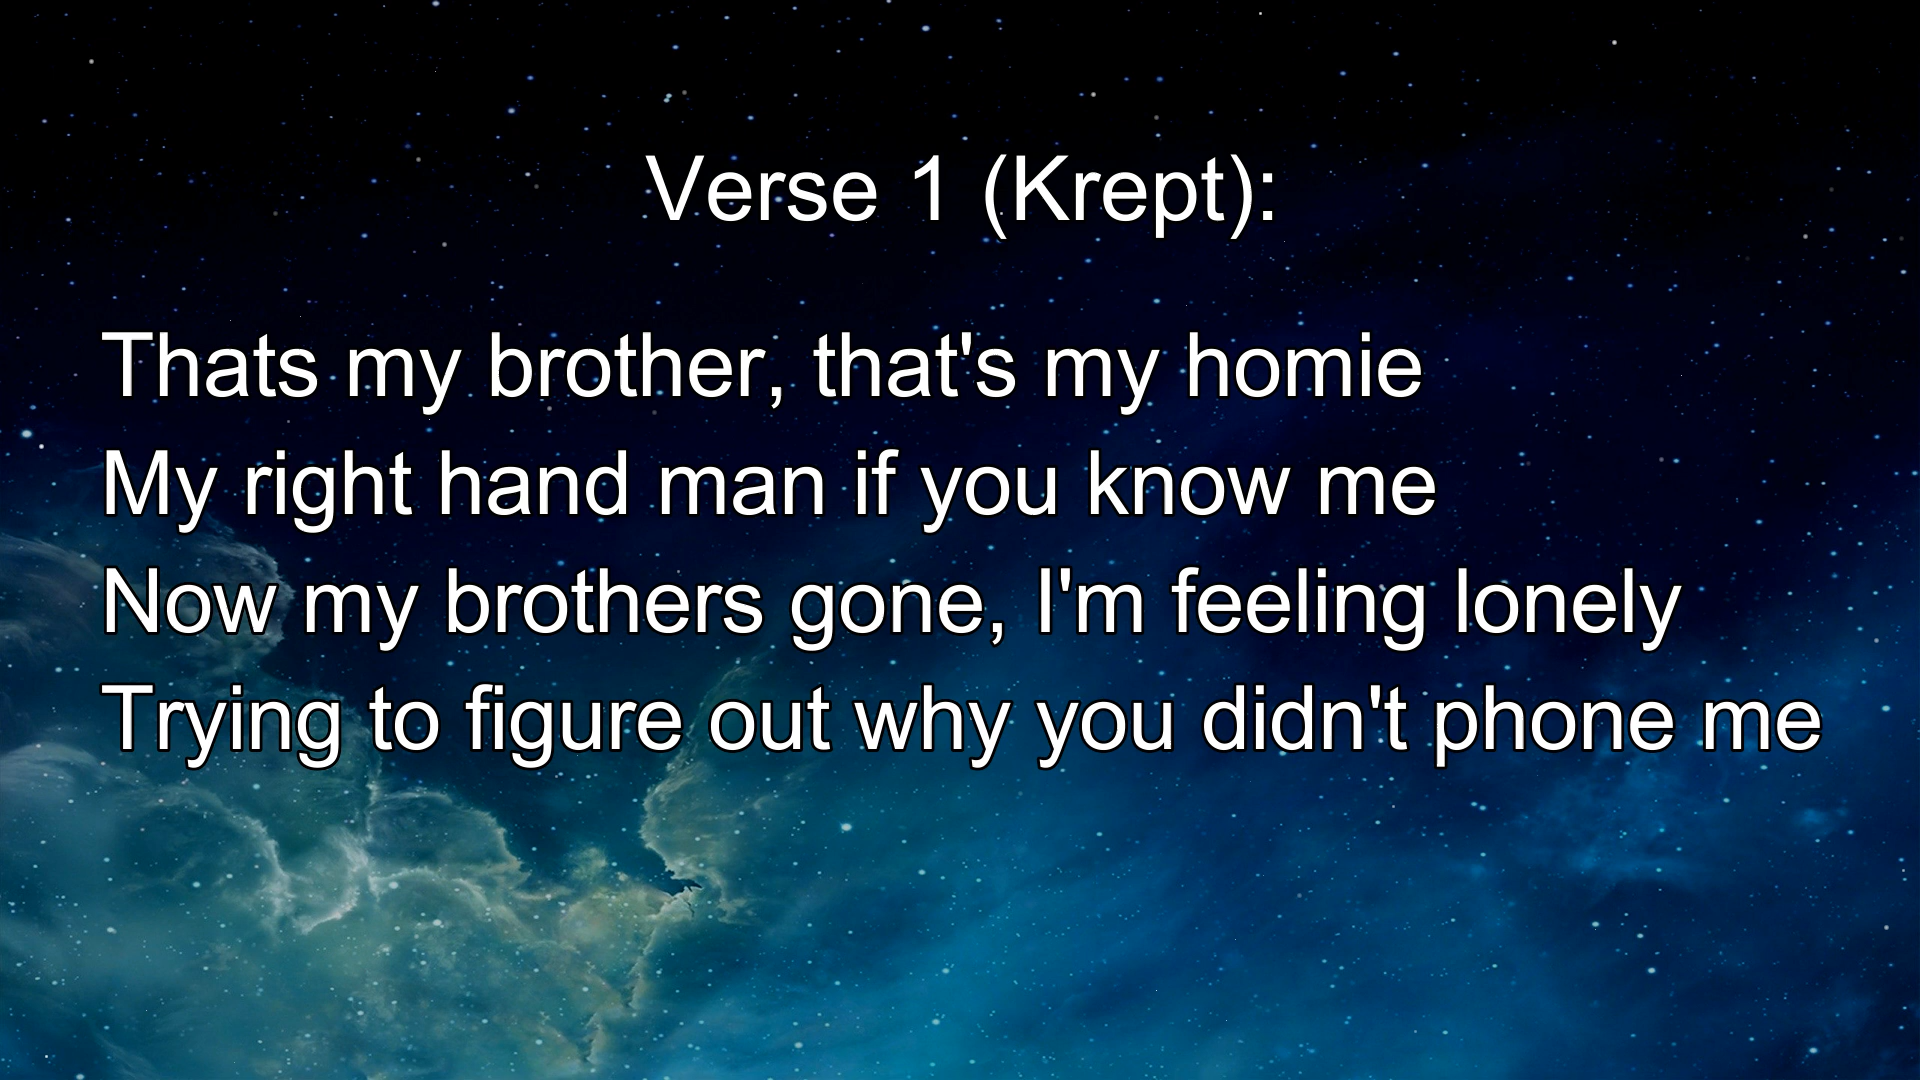 Verse 1 (Krept):
Thats my brother, that's my homie
My right hand man if you know me
Now my brothers gone, I'm feeling lonely
Trying to figure out why you didn't phone me